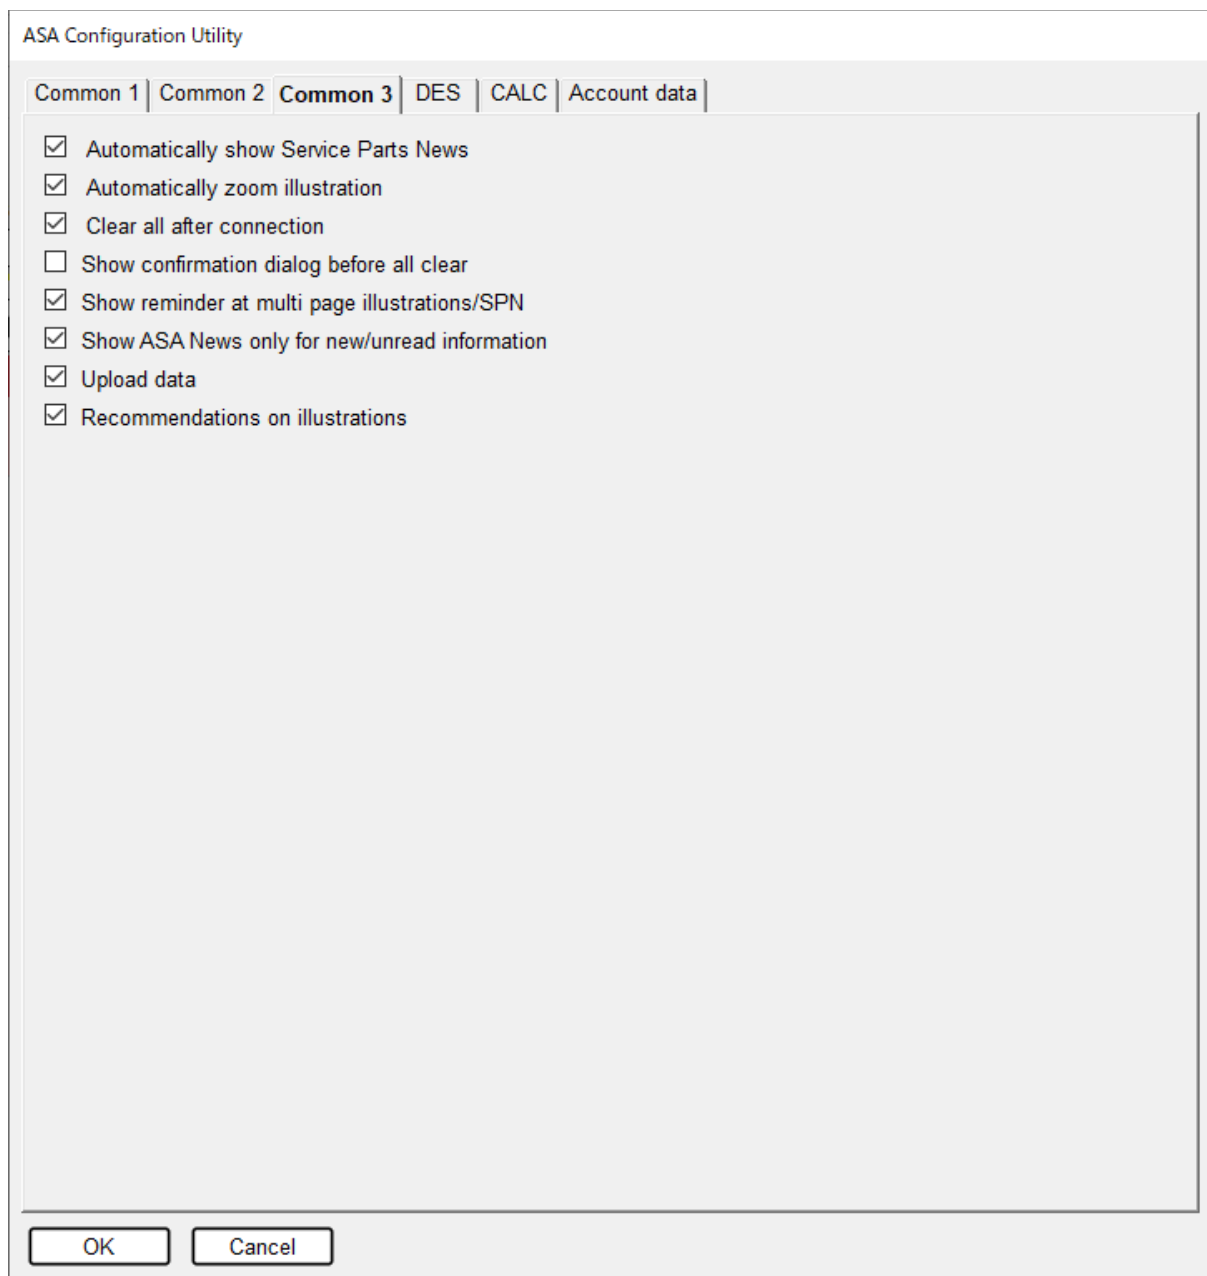 ASA Configuration Utility
Common 1 Common 2 Common 3 DES CALC Account data
Automatically show Service Parts News
Automatically zoom illustration
Clear all after connection
Show confirmation dialog before all clear
Show reminder at multi page illustrations/SPN
Show ASA News only for new/unread information
Upload data
Recommendations on illustrations
OK Cancel